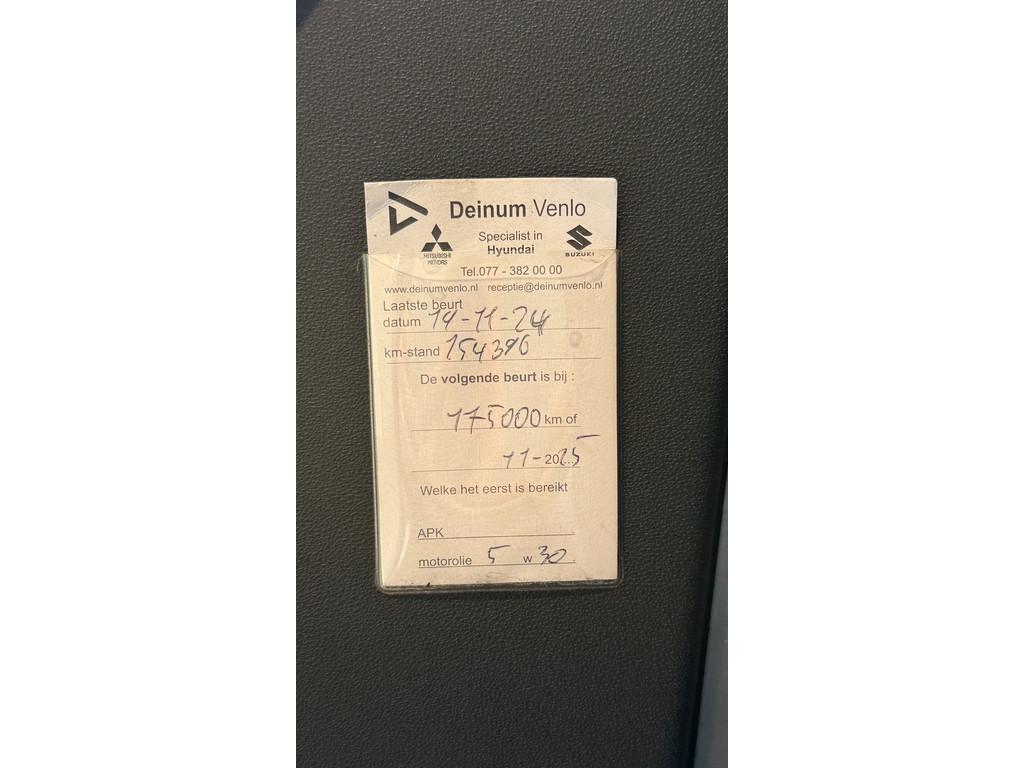 Deinum Venlo
MITSUBISHI
MOTORS
Specialist in
Hyundai
SUZUKI
Tel.077 - 382 00 00
www.deinumvenlo.nl receptie@deinumvenlo.nl
Laatste beurt
datum 14-11-24
km-stand 154396
De volgende beurt is bij :
175000 km of
11-2025
Welke het eerst is bereikt
APK
motorolie 5 w 30